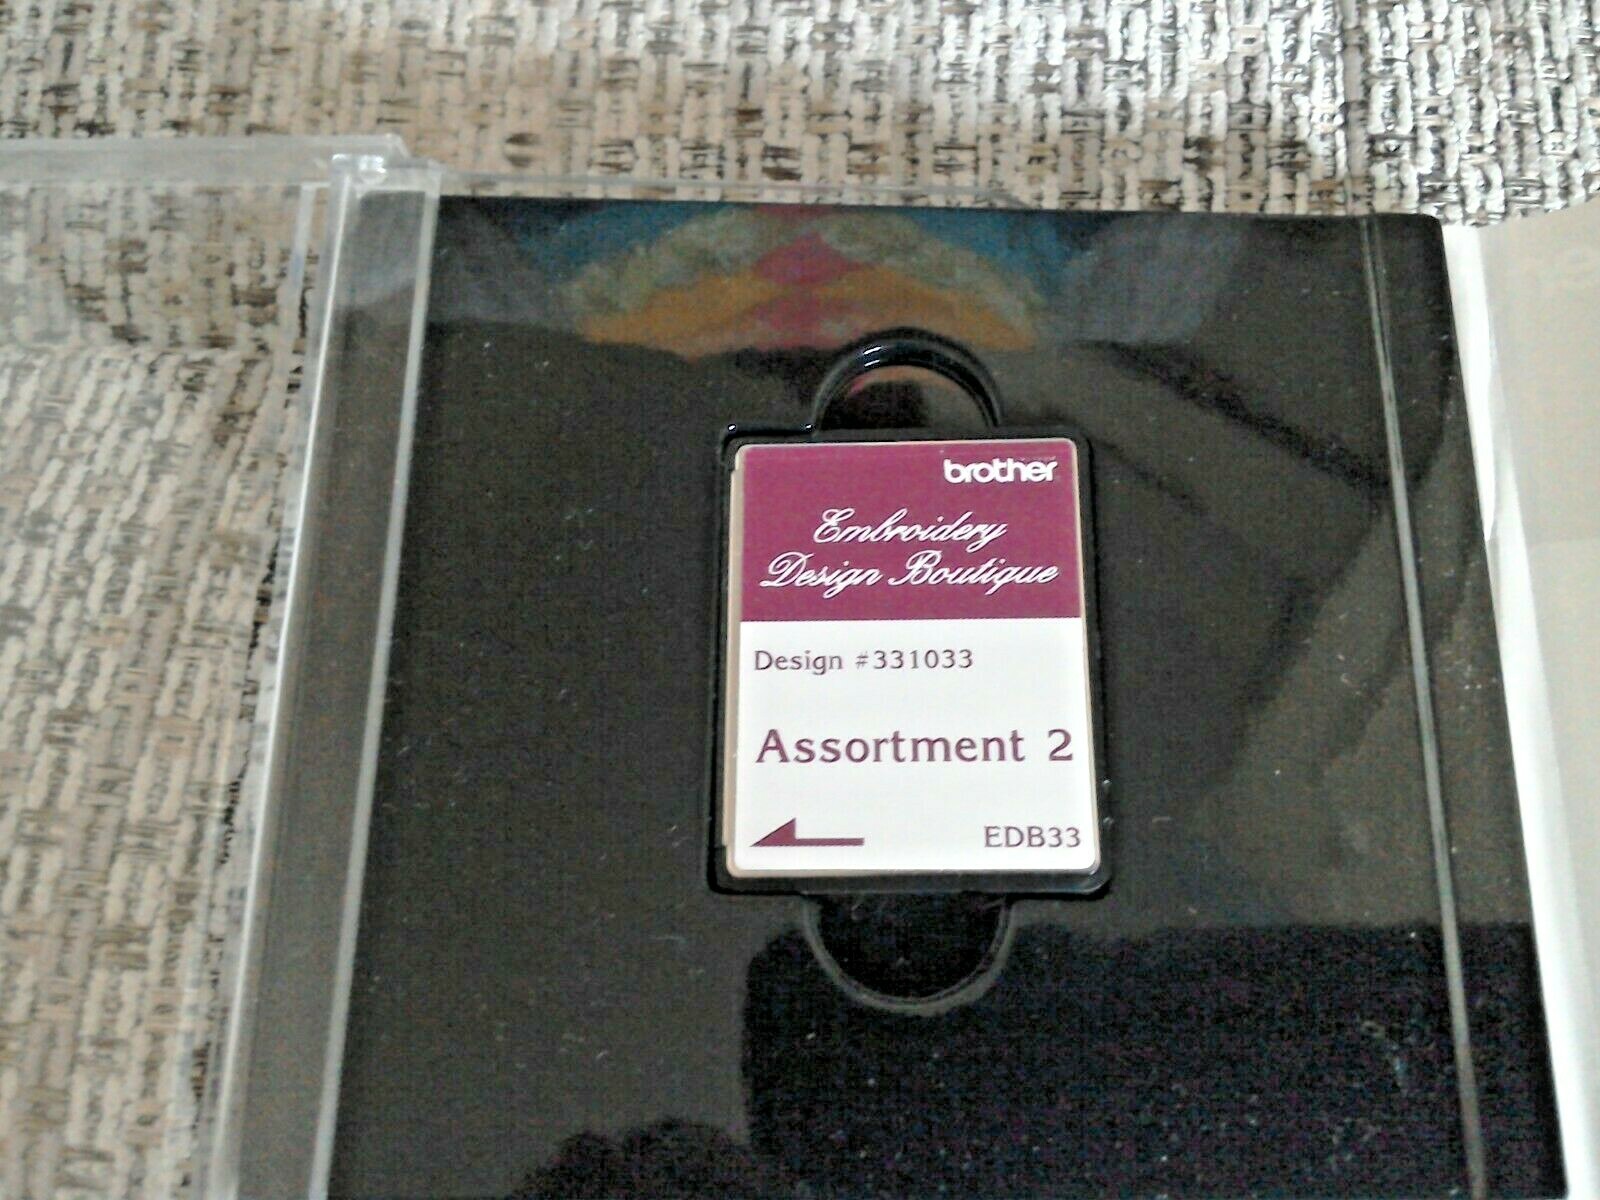 brother
Embroidery
Design Boutique
Design #331033
Assortment 2
EDB33